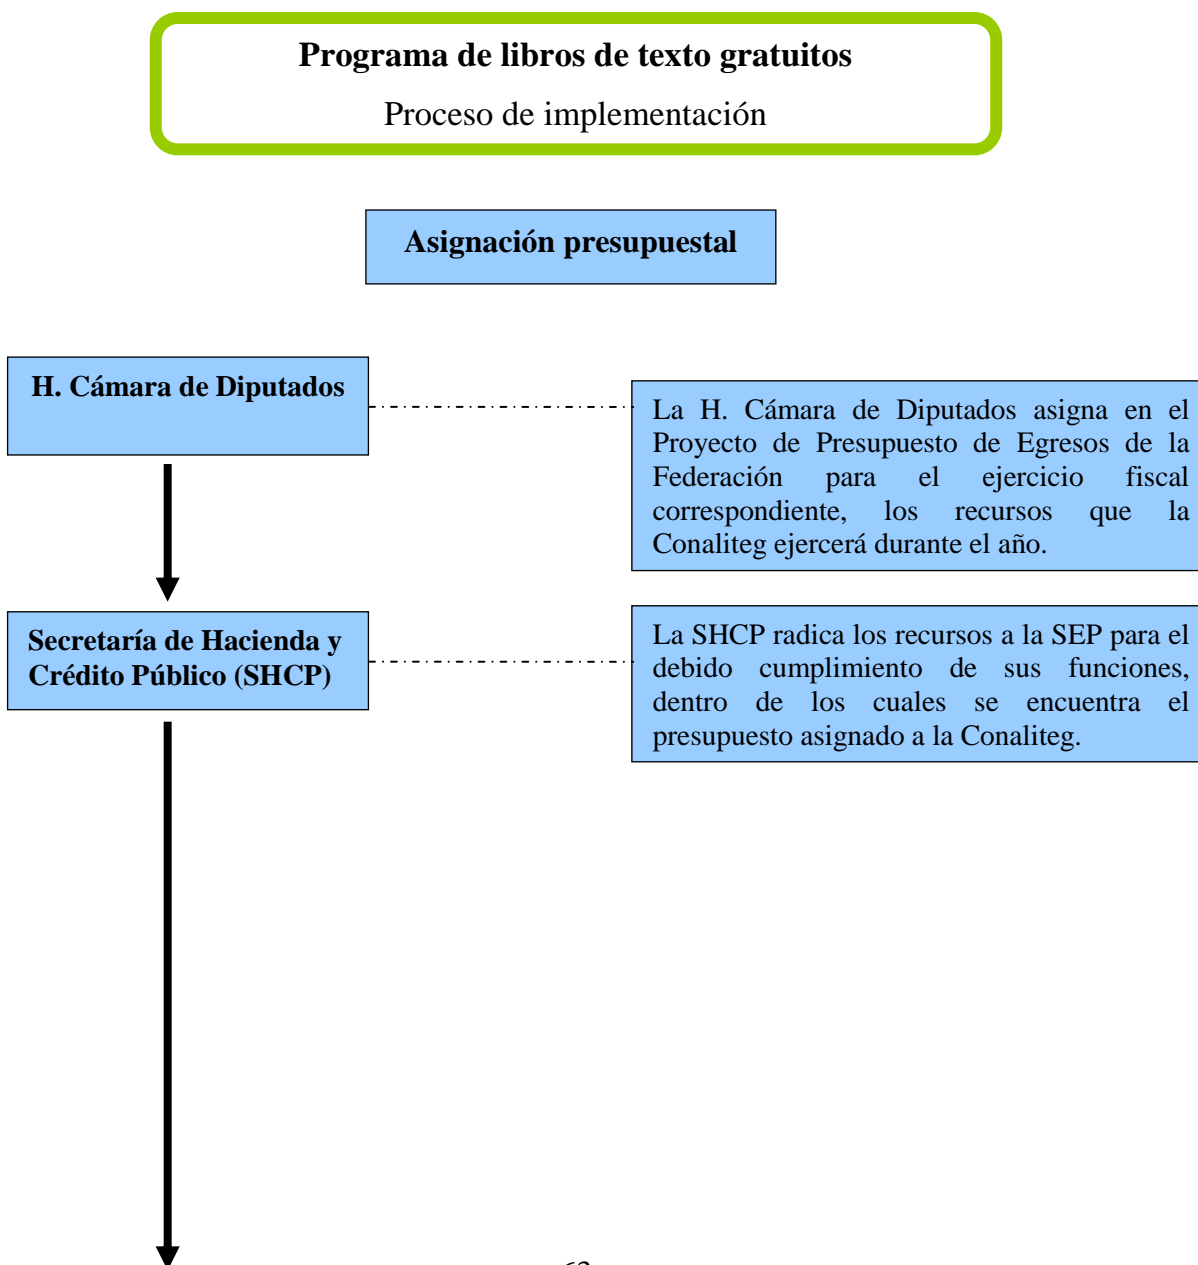 Programa de libros de texto gratuitos
Proceso de implementación
Asignación presupuestal
H. Cámara de Diputados
La H. Cámara de Diputados asigna en el
Proyecto de Presupuesto de Egresos de la
Federación para el ejercicio fiscal
correspondiente, los recursos que la
Conaliteg ejercerá durante el año.
Secretaría de Hacienda y
Crédito Público (SHCP)
La SHCP radica los recursos a la SEP para el
debido cumplimiento de sus funciones,
dentro de los cuales se encuentra el
presupuesto asignado a la Conaliteg.